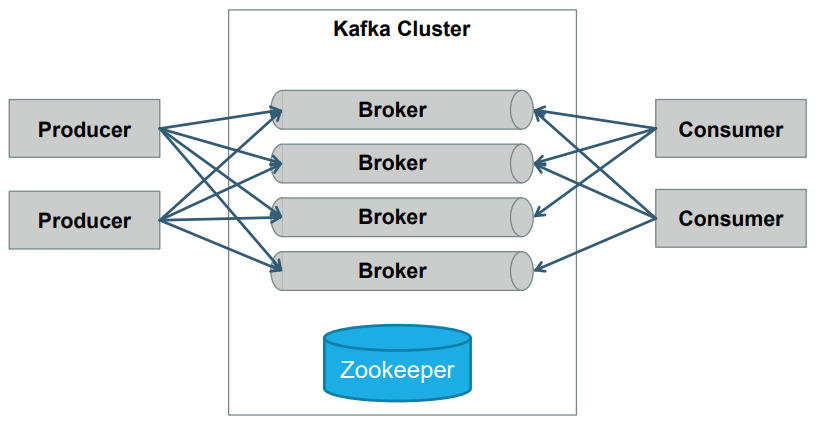 Kafka Cluster
Producer
Producer
Broker
Broker
Broker
Broker
Zookeeper
Consumer
Consumer